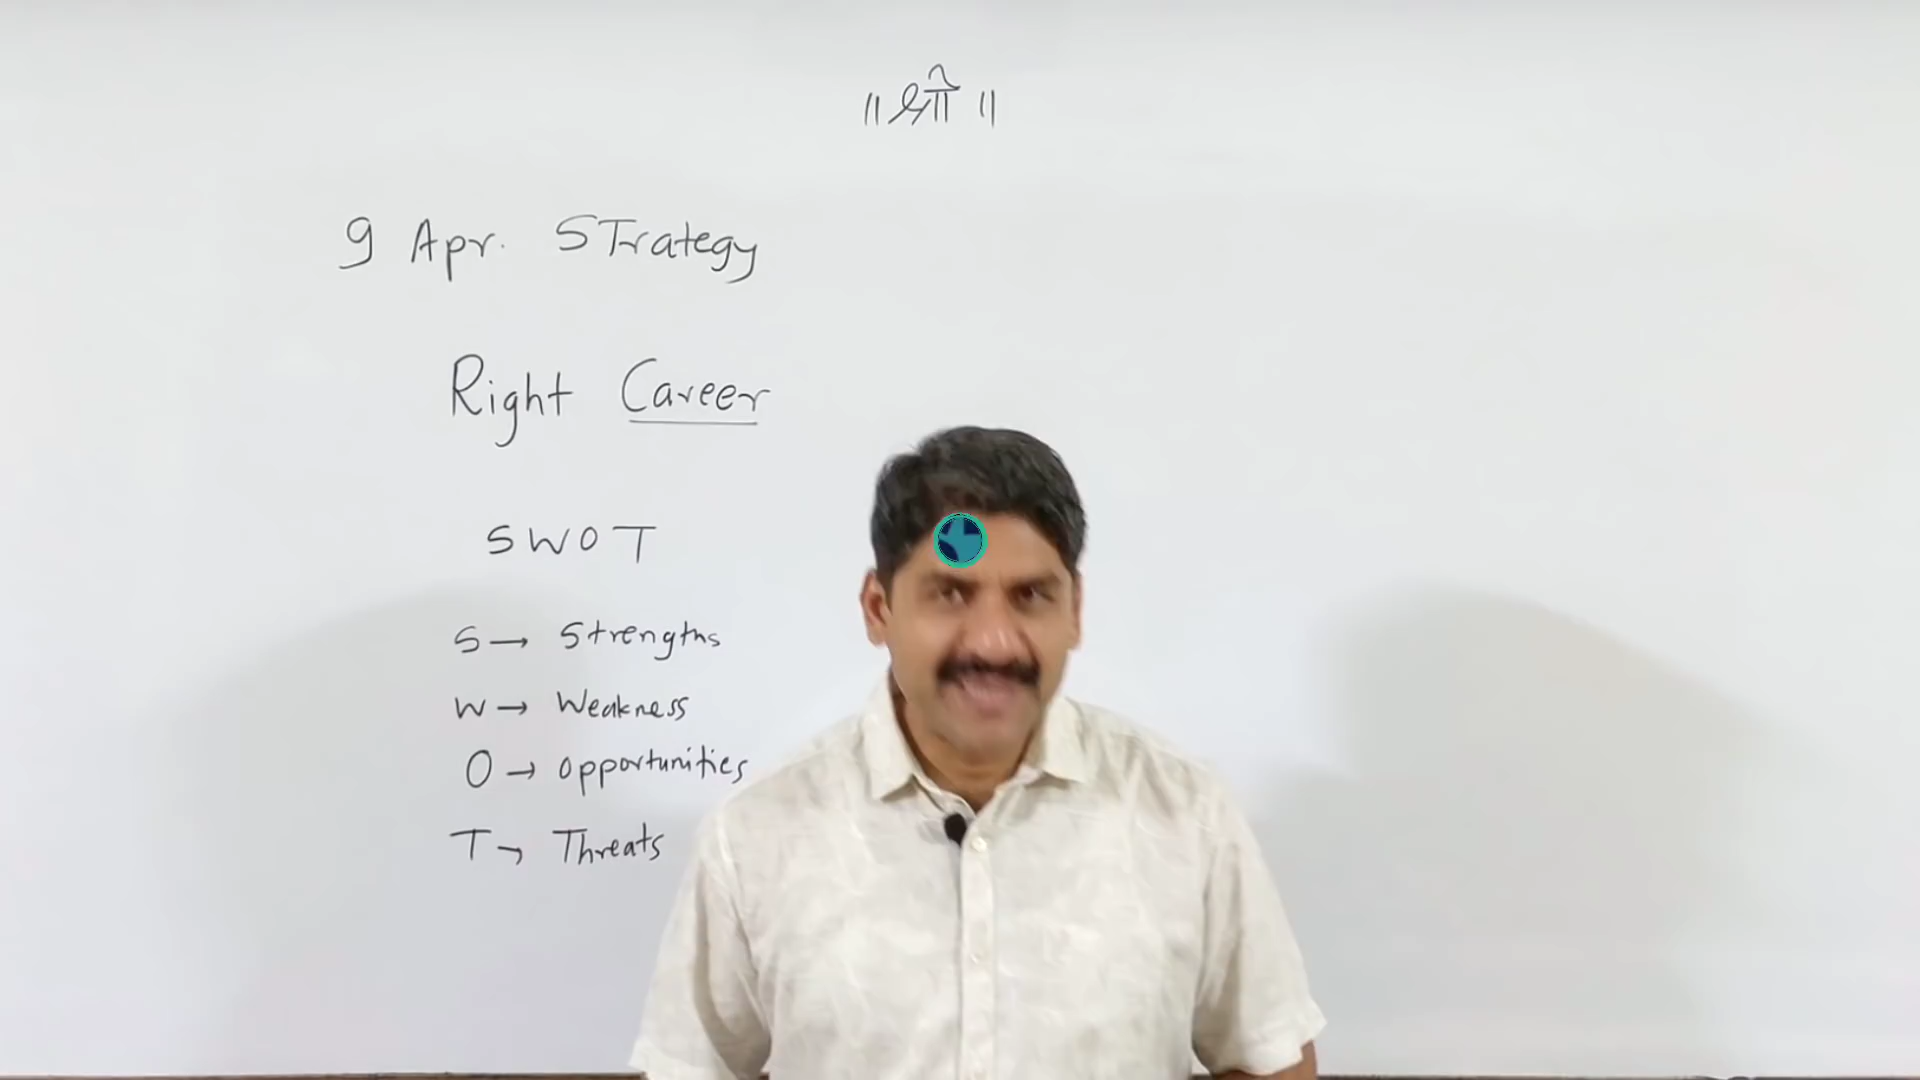 ॥ श्री ॥
9 Apr. STrategy
Right Career
SWOT
S → Strengths
W → Weakness
O → opportunities
T → Threats